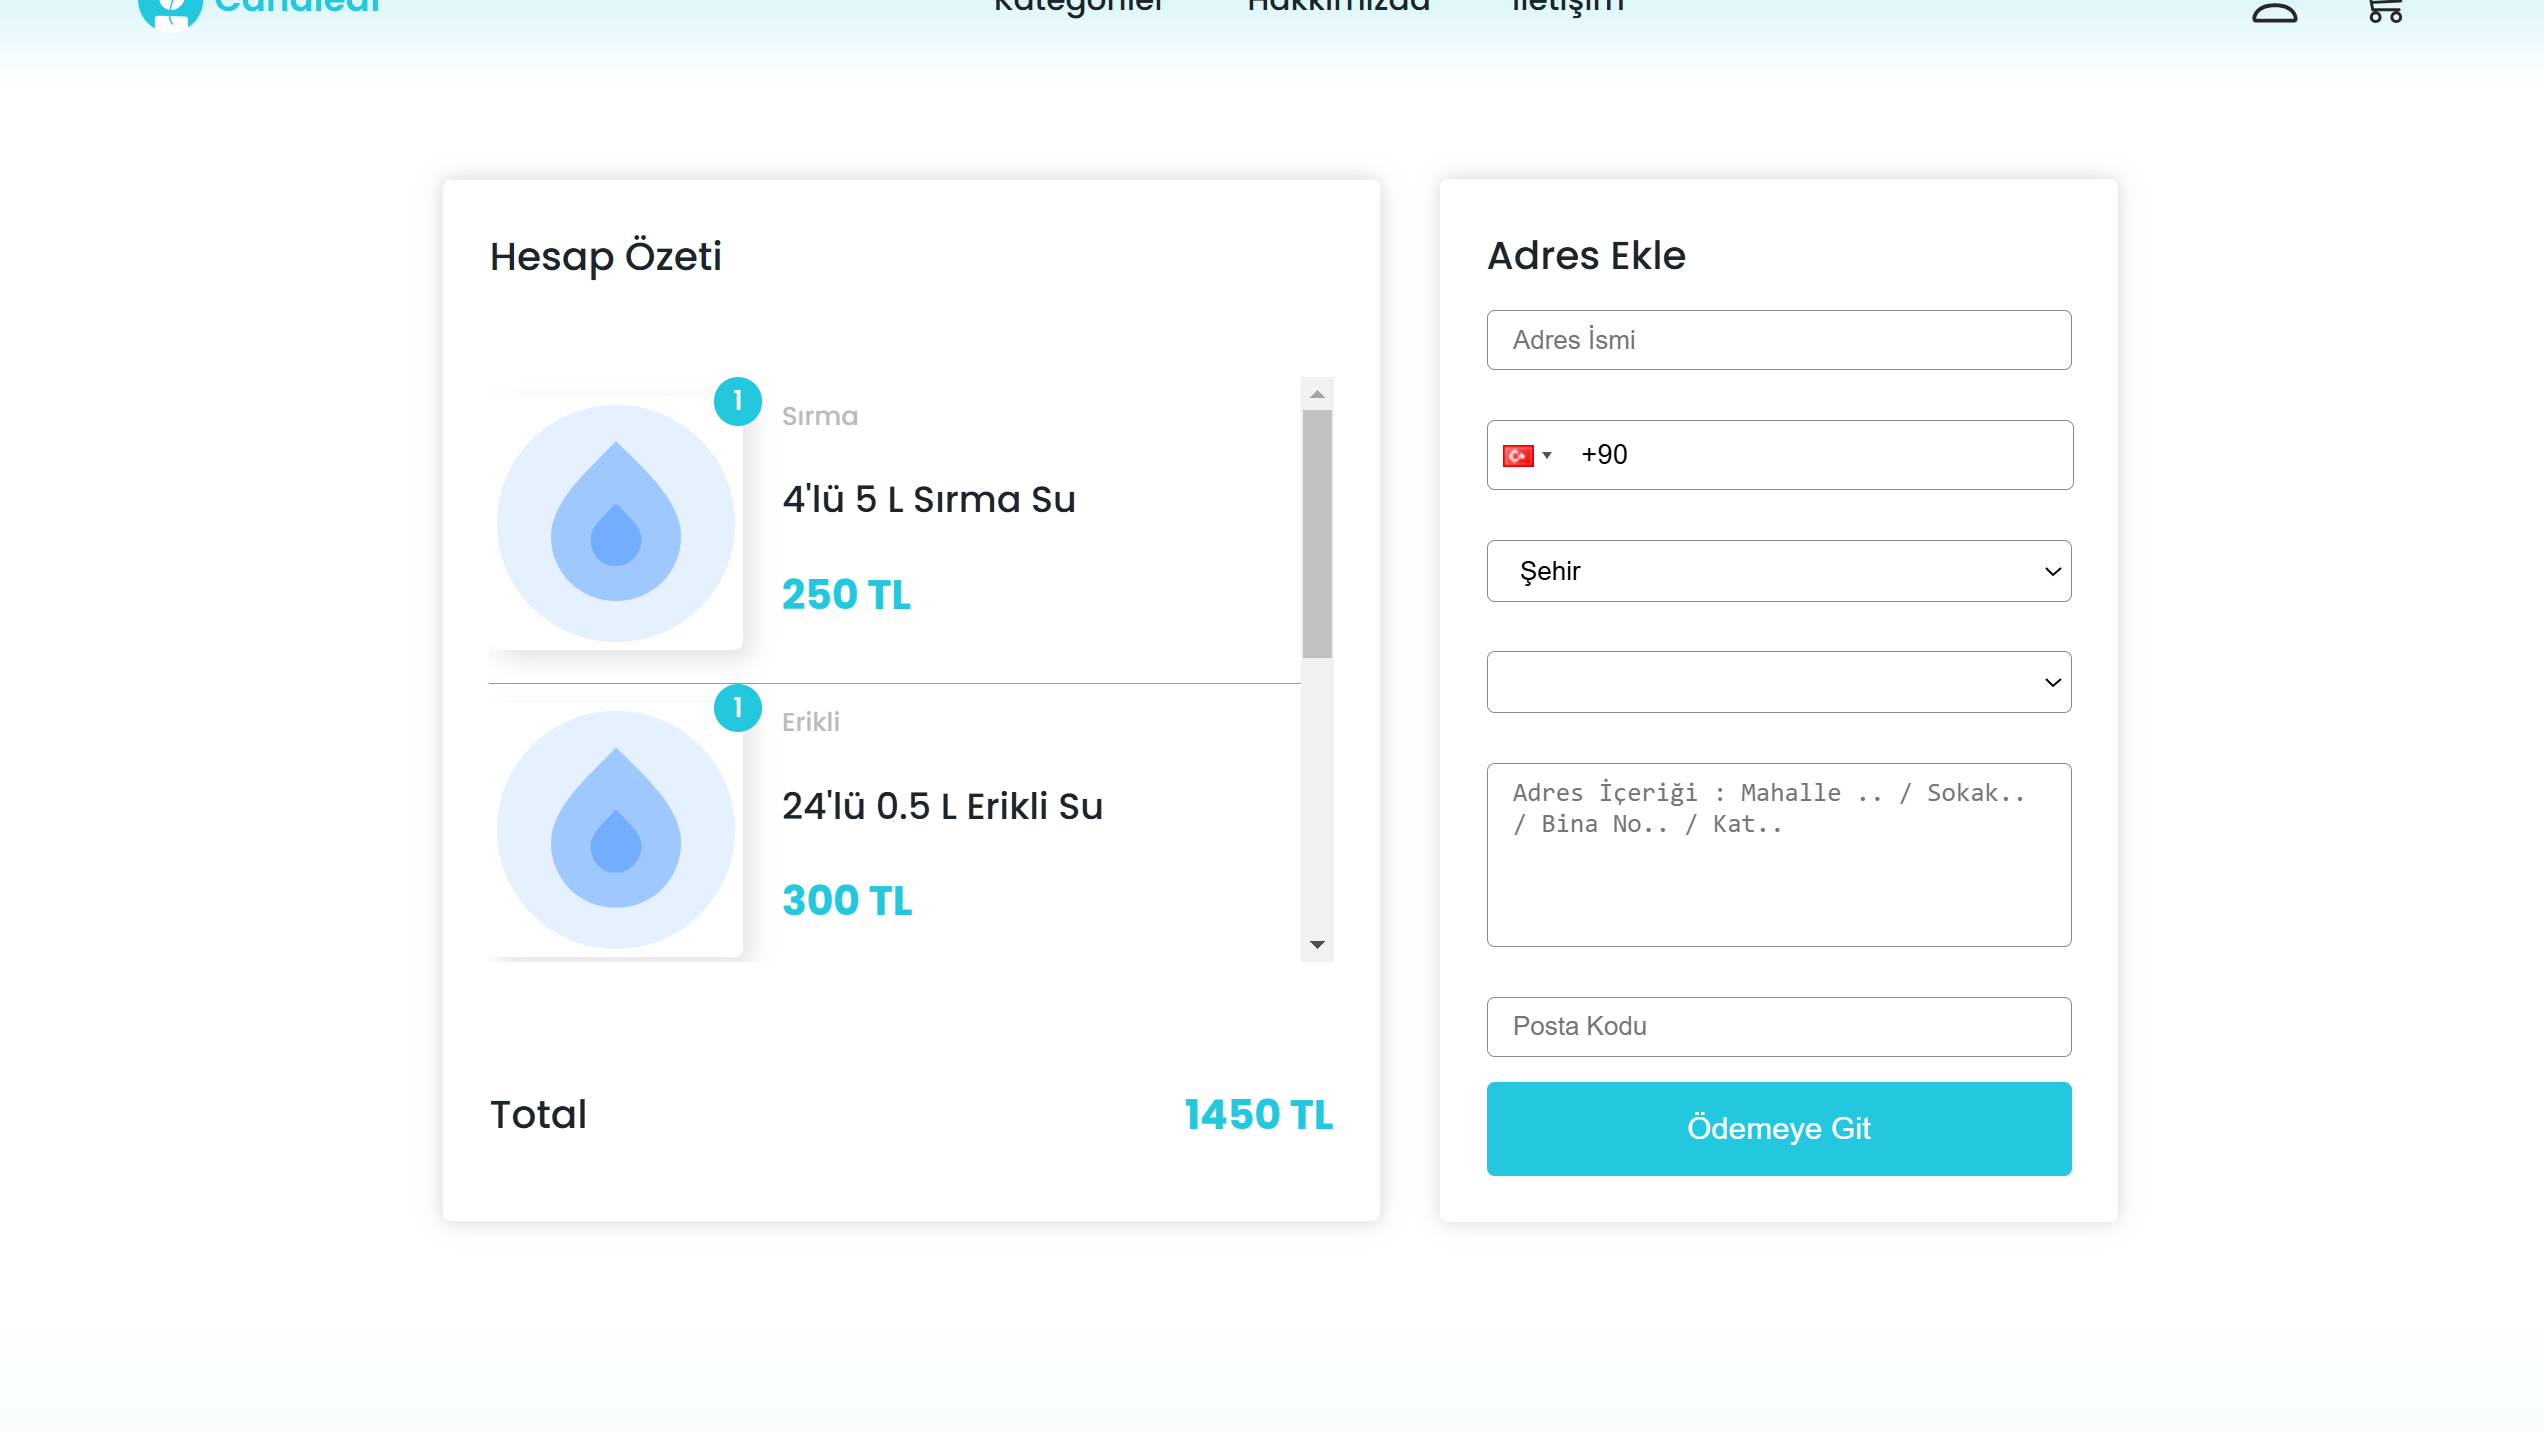 Kategoriler Hakkımızda İletişim
Hesap Özeti
1
Sırma
4'lü 5 L Sırma Su
250 TL
1
Erikli
24'lü 0.5 L Erikli Su
300 TL
Total 1450 TL
Adres Ekle
Adres İsmi
+90
Şehir
Adres İçeriği : Mahalle .. / Sokak..
/ Bina No.. / Kat..
Posta Kodu
Ödemeye Git